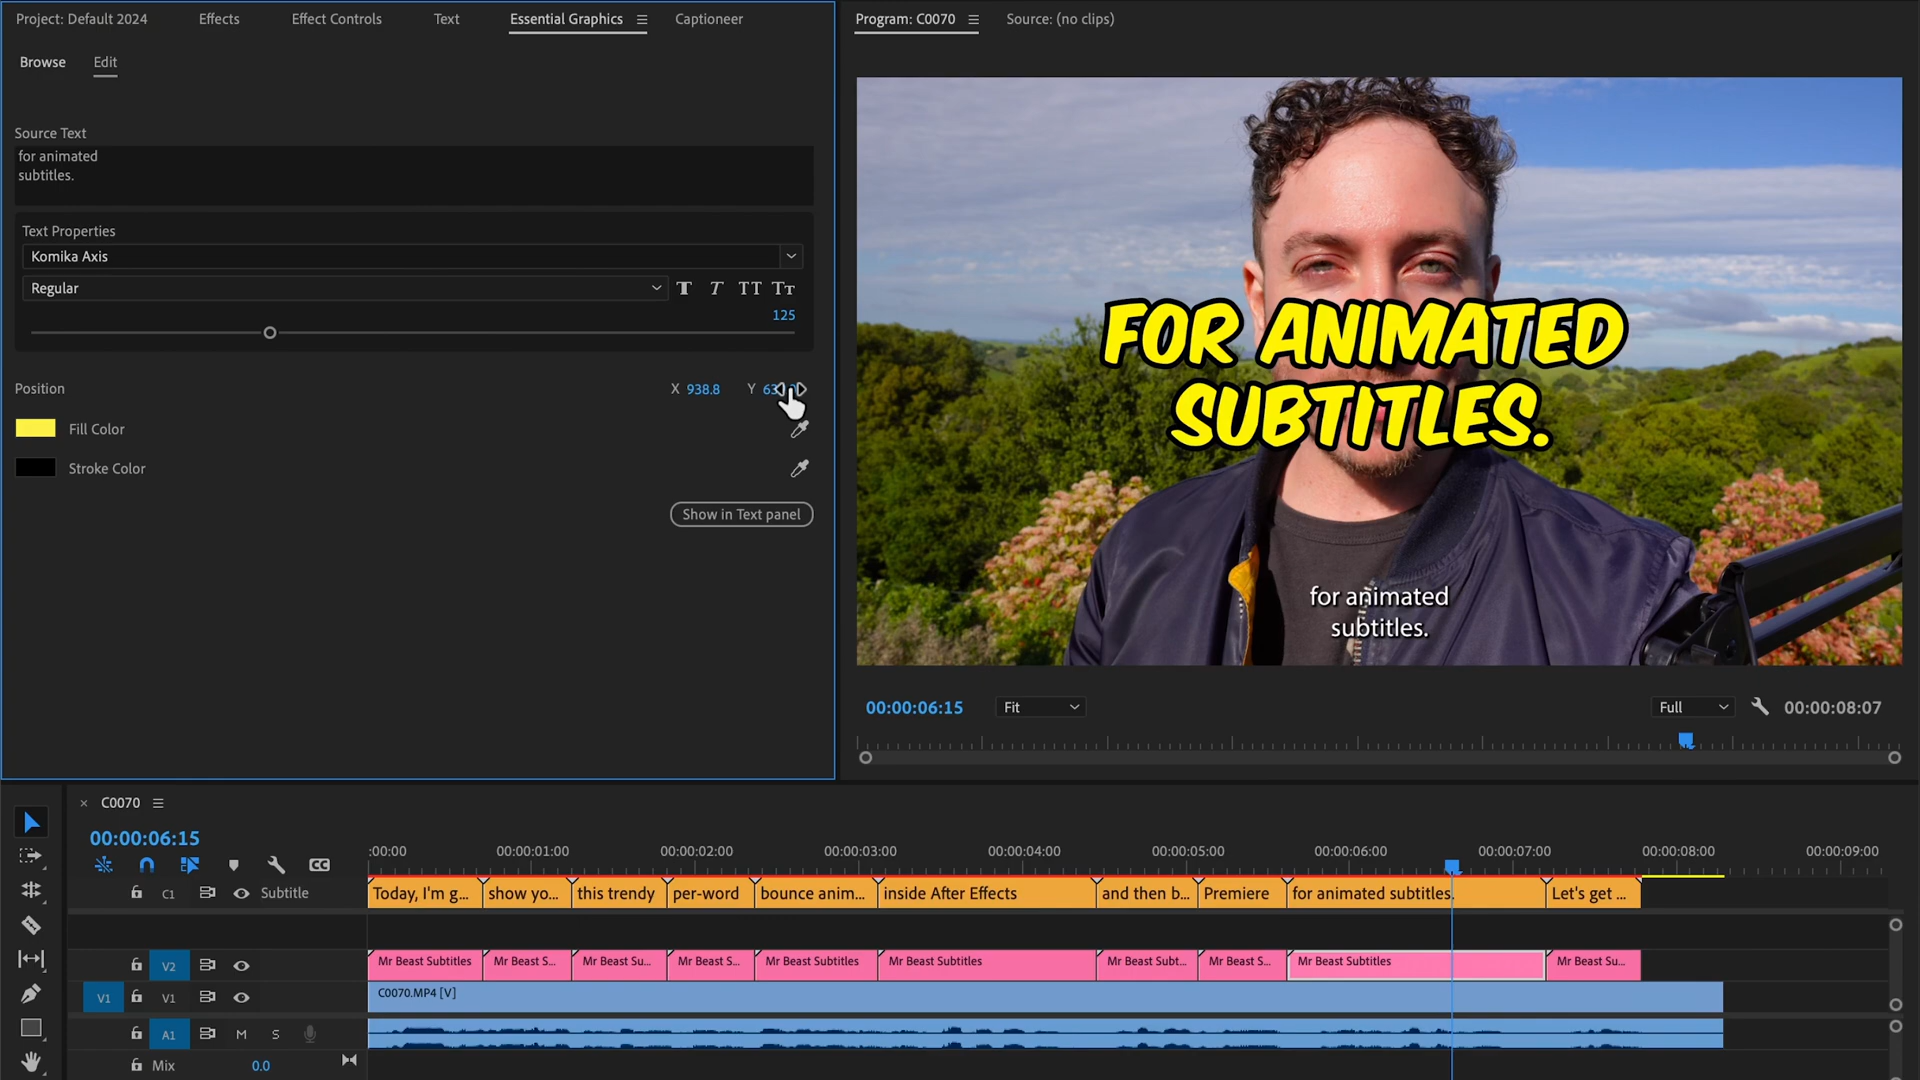 Project: Default 2024
Effects
Effect Controls
Text
Essential Graphics
Captioneer
Browse
Edit
Source Text
for animated
subtitles.
Text Properties
Komika Axis
Regular
T T TT Tt
125
Position
X 938.8 Y
Fill Color
Stroke Color
Show in Text panel
Program: C0070
Source: (no clips)
FOR ANIMATED
SUBTITLES.
for animated
subtitles.
00:00:06:15
Fit
Full
00:00:08:07
× C0070
00:00:06:15
CC
:00:00
00:00:01:00
00:00:02:00
00:00:03:00
00:00:04:00
00:00:05:00
00:00:06:00
00:00:07:00
00:00:08:00
00:00:09:00
C1 Subtitle
Today, I'm g...
show yo...
this trendy
per-word
bounce anim...
inside After Effects
and then b...
Premiere
for animated subtitles.
Let's get ...
V2
Mr Beast Subtitles
Mr Beast S...
Mr Beast Su...
Mr Beast S...
Mr Beast Subtitles
Mr Beast Subtitles
Mr Beast Subt...
Mr Beast S...
Mr Beast Subtitles
Mr Beast Su...
V1 V1
C0070.MP4 [V]
A1 M S
Mix 0.0